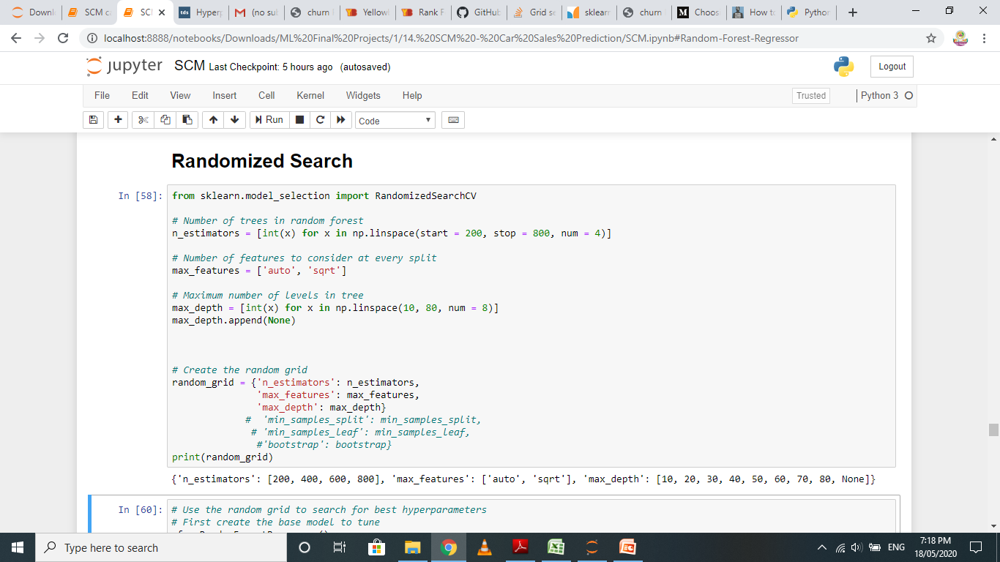 Downl
SCM ca
SC
tds Hyperp
(no sub
churn
Yellowl
Rank F
GitHub
Grid se
sklearn
churn
M Choos
How to
Python
localhost:8888/notebooks/Downloads/ML%20Final%20Projects/1/14.%20SCM%20-%20Car%20Sales%20Prediction/SCM.ipynb#Random-Forest-Regressor
jupyter SCM Last Checkpoint: 5 hours ago (autosaved)
Logout
File Edit View Insert Cell Kernel Widgets Help
Trusted
Python 3
Run
Code
Randomized Search
In [58]:
from sklearn.model_selection import RandomizedSearchCV
# Number of trees in random forest
n_estimators = [int(x) for x in np.linspace(start = 200, stop = 800, num = 4)]
# Number of features to consider at every split
max_features = ['auto', 'sqrt']
# Maximum number of levels in tree
max_depth = [int(x) for x in np.linspace(10, 80, num = 8)]
max_depth.append(None)
# Create the random grid
random_grid = {'n_estimators': n_estimators,
'max_features': max_features,
'max_depth': max_depth}
# 'min_samples_split': min_samples_split,
# 'min_samples_leaf': min_samples_leaf,
#'bootstrap': bootstrap}
print(random_grid)
{'n_estimators': [200, 400, 600, 800], 'max_features': ['auto', 'sqrt'], 'max_depth': [10, 20, 30, 40, 50, 60, 70, 80, None]}
In [60]:
# Use the random grid to search for best hyperparameters
# First create the base model to tune
Type here to search
ENG
7:18 PM
18/05/2020